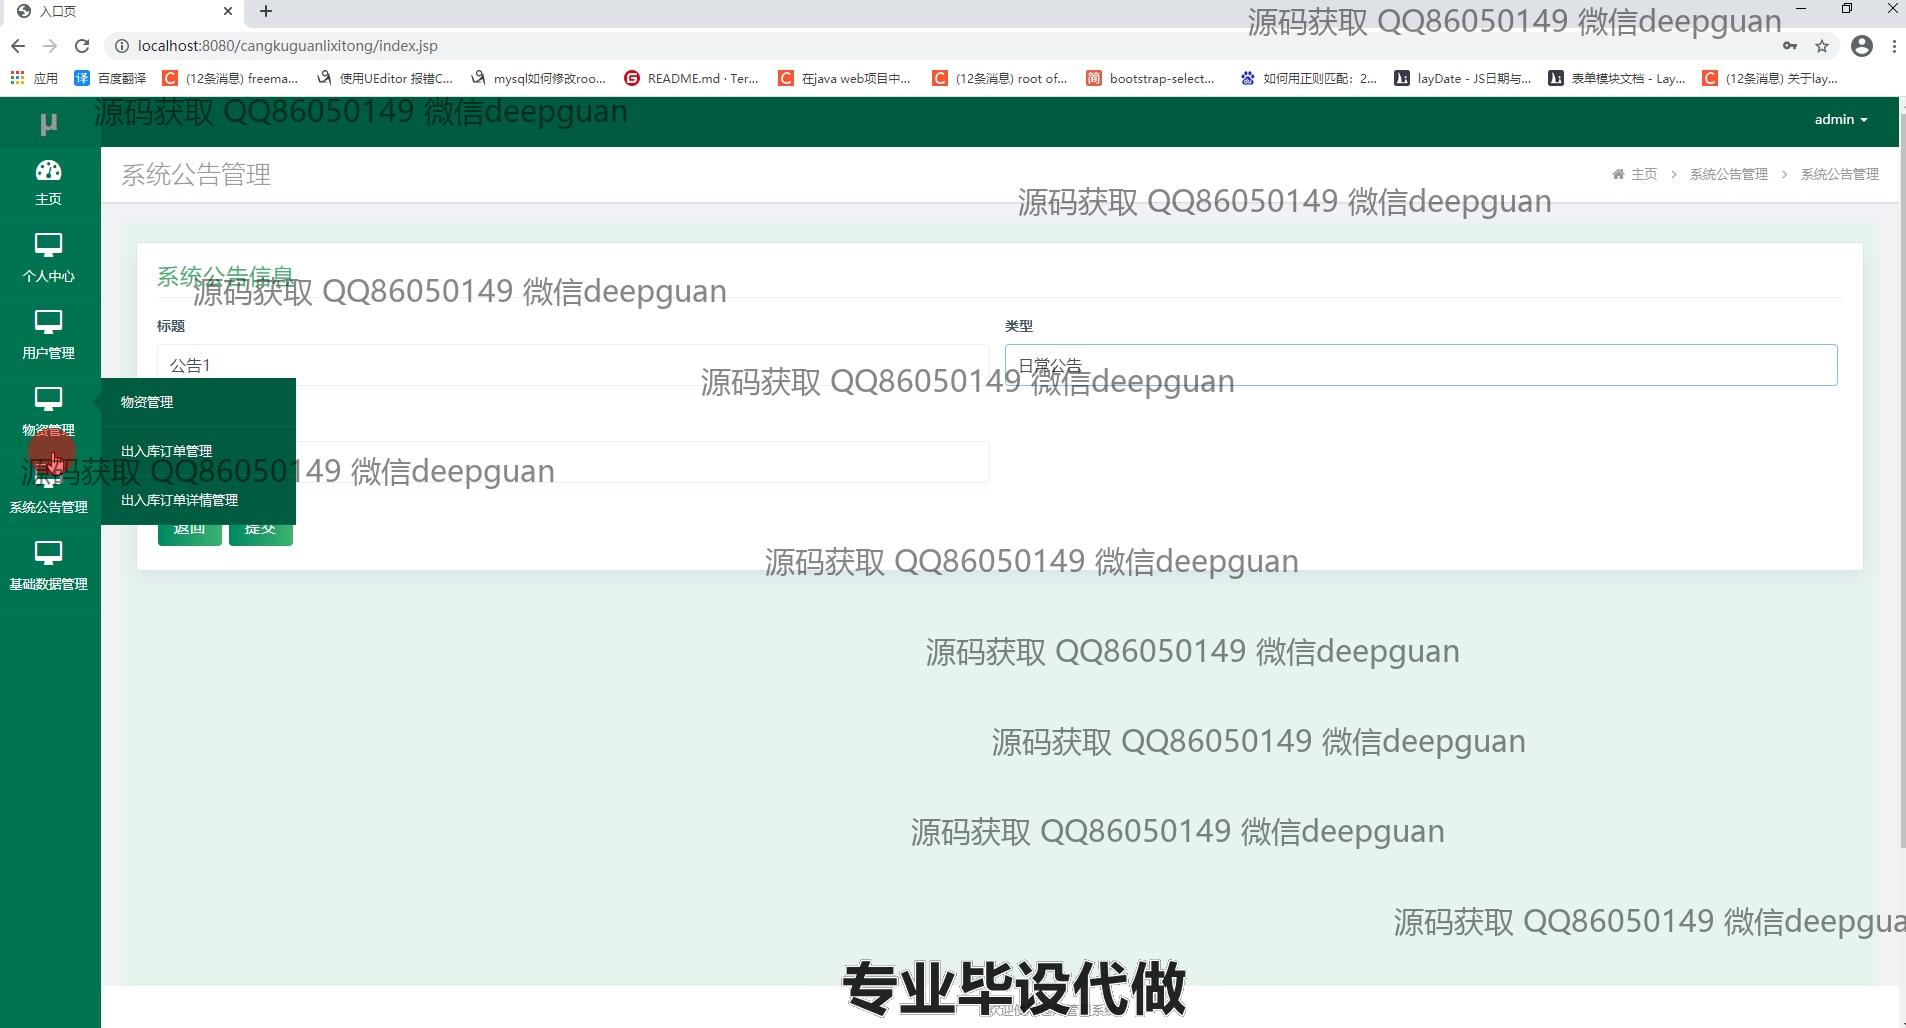 入口页
源码获取 QQ86050149 微信deepguan
localhost:8080/cangkuguanlixitong/index.jsp
应用 百度翻译 (12条消息) freema... 使用UEditor 报错C... mysql如何修改roo... README.md · Ter... 在java web项目中... (12条消息) root of... bootstrap-select... 如何用正则匹配：2... layDate - JS日期与... 表单模块文档 - Lay... (12条消息) 关于lay...
μ
源码获取 QQ86050149 微信deepguan
admin
主页
系统公告管理
主页 > 系统公告管理 > 系统公告管理
源码获取 QQ86050149 微信deepguan
个人中心
系统公告信息
源码获取 QQ86050149 微信deepguan
标题
类型
用户管理
公告1
日常公告
源码获取 QQ86050149 微信deepguan
物资管理
物资管理
出入库订单管理
源码获取 QQ86050149 微信deepguan
出入库订单详情管理
系统公告管理
返回
提交
源码获取 QQ86050149 微信deepguan
基础数据管理
源码获取 QQ86050149 微信deepguan
源码获取 QQ86050149 微信deepguan
源码获取 QQ86050149 微信deepguan
源码获取 QQ86050149 微信deepgua
专业毕设代做